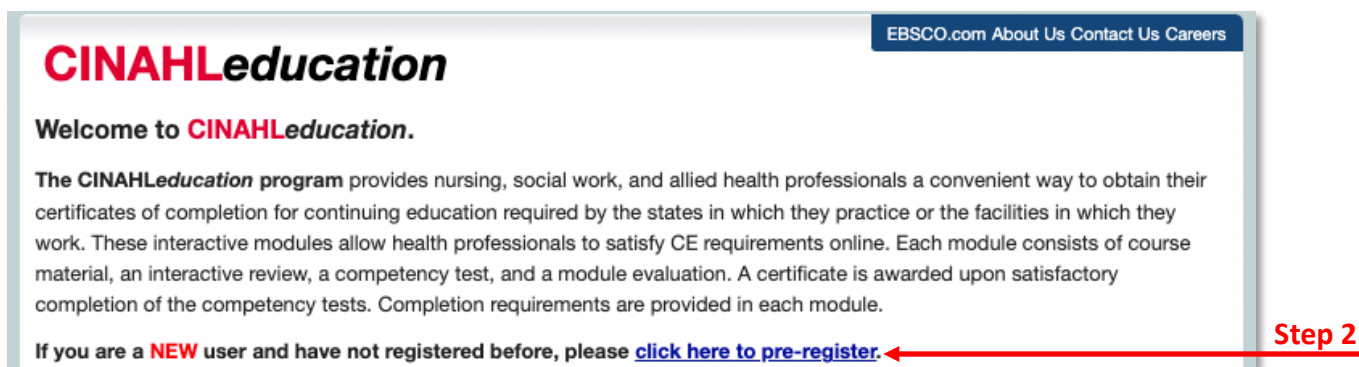 EBSCO.com About Us Contact Us Careers
CINAHLeducation
Welcome to CINAHLeducation.
The CINAHLeducation program provides nursing, social work, and allied health professionals a convenient way to obtain their
certificates of completion for continuing education required by the states in which they practice or the facilities in which they
work. These interactive modules allow health professionals to satisfy CE requirements online. Each module consists of course
material, an interactive review, a competency test, and a module evaluation. A certificate is awarded upon satisfactory
completion of the competency tests. Completion requirements are provided in each module.
If you are a NEW user and have not registered before, please click here to pre-register.
Step 2